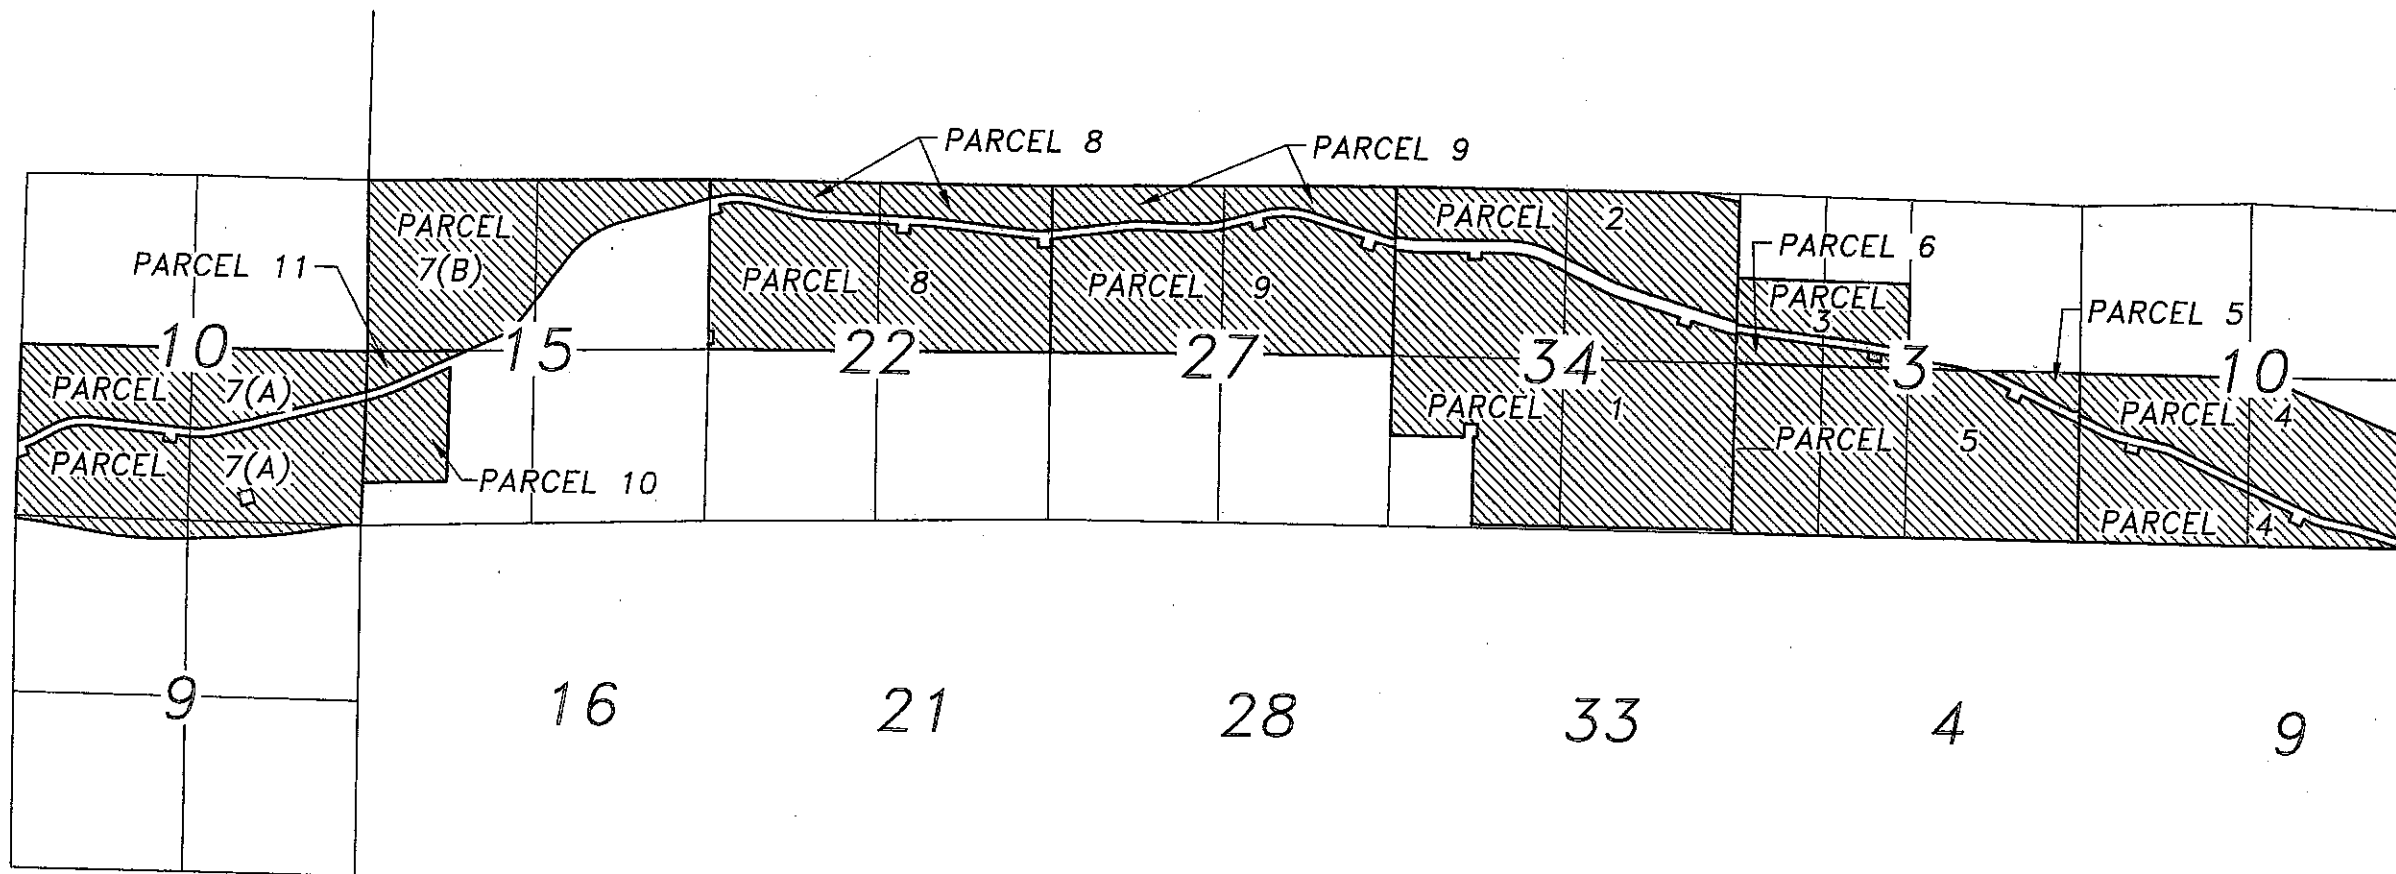 PARCEL 8
PARCEL 9
PARCEL 2
PARCEL
7(B)
PARCEL 6
PARCEL 11
PARCEL 8
PARCEL 9
PARCEL
3
PARCEL 5
10
15
22
27
34
3
10
PARCEL 7(A)
PARCEL 1
PARCEL 4
PARCEL 5
PARCEL 7(A)
PARCEL 10
PARCEL 4
9
16
21
28
33
4
9